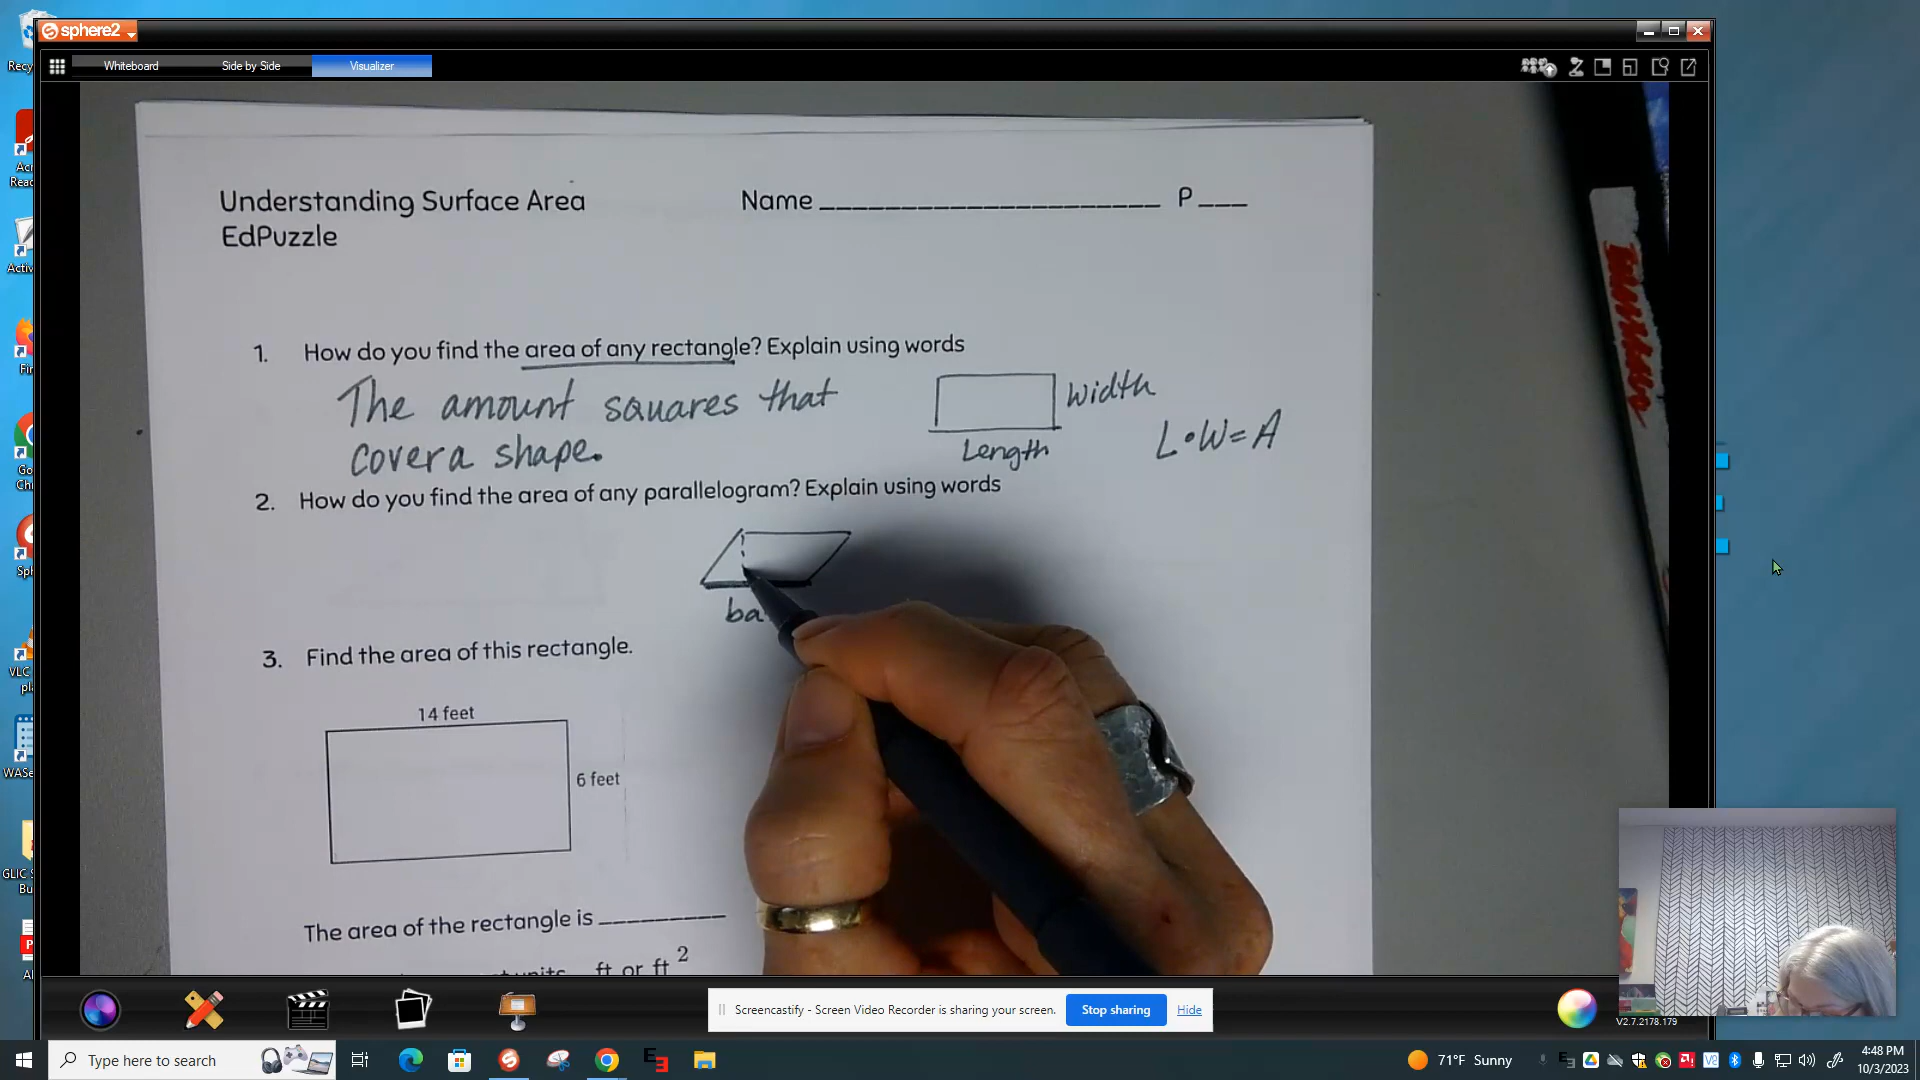 sphere2
Whiteboard Side by Side Visualizer
Understanding Surface Area
EdPuzzle
Name ____________________ P ___
1. How do you find the area of any rectangle? Explain using words
The amount squares that
cover a shape.
Width
Length
L•W=A
2. How do you find the area of any parallelogram? Explain using words
ba
3. Find the area of this rectangle.
14 feet
6 feet
The area of the rectangle is ________
ft or ft 2
Screencastify - Screen Video Recorder is sharing your screen. Stop sharing Hide
V2.7.2178.179
Type here to search
71°F Sunny
4:48 PM
10/3/2023